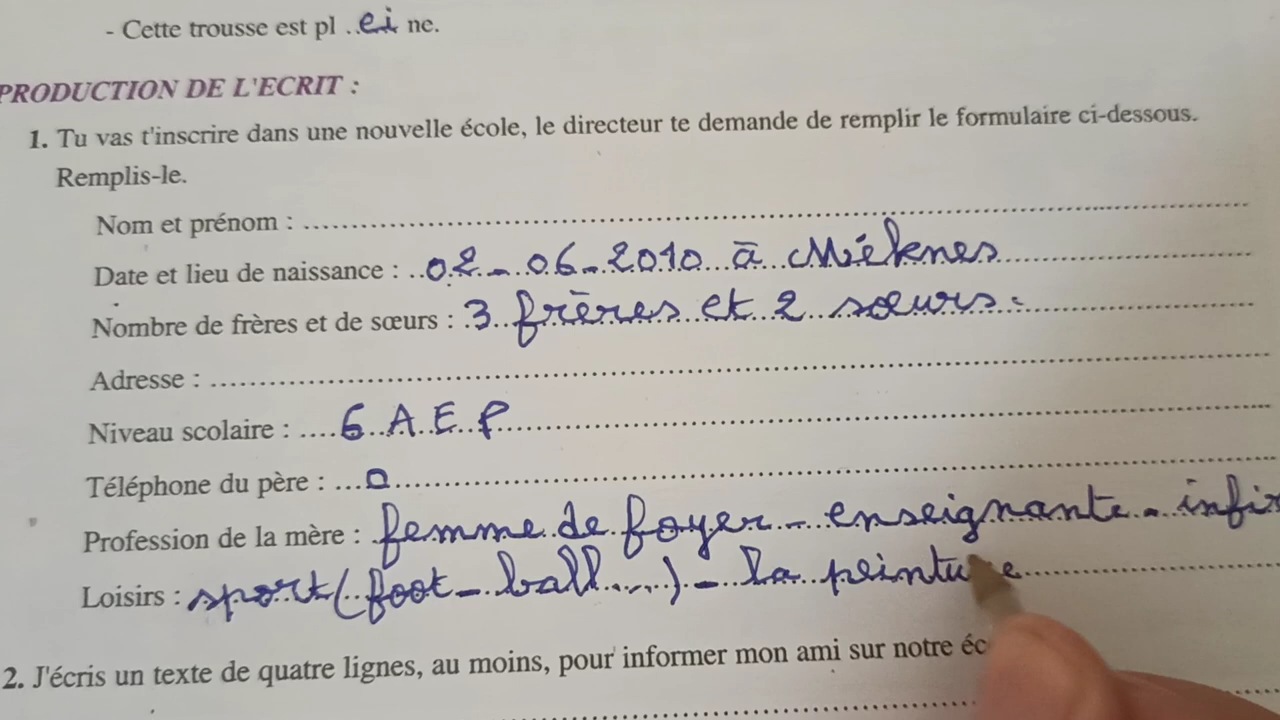 - Cette trousse est pl ..ei ne.
PRODUCTION DE L'ECRIT :
1. Tu vas t'inscrire dans une nouvelle école, le directeur te demande de remplir le formulaire ci-dessous.
Remplis-le.
Nom et prénom : ........................
Date et lieu de naissance : ..02-06-2010 à Méknes........
Nombre de frères et de sœurs : .3 frères et 2 sœurs.........
Adresse : ........................
Niveau scolaire : ....6 A.E.P........
Téléphone du père : ...0........
Profession de la mère : femme de foyer - enseignante - infir
Loisirs : sport (foot-ball....) - la peinture........
2. J'écris un texte de quatre lignes, au moins, pour informer mon ami sur notre éc